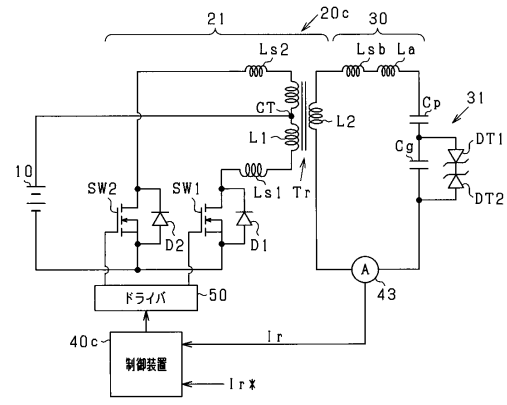 20c
21
30
Ls2
Lsb
La
CT
Cp
31
L1
L2
Cg
DT1
10
SW2
SW1
Ls1
Tr
DT2
D2
D1
A
43
ドライバ
50
40c
制御装置
Ir
Ir*